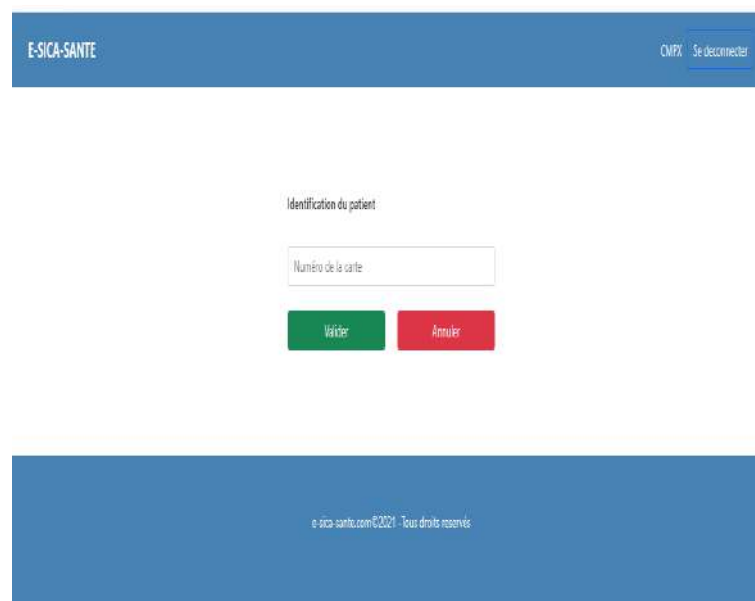 E-SICA-SANTE
CMPX Se deconnecter
Identification du patient
Numéro de la carte
Valider Annuler
e-sica-sante.com©2021 - Tous droits reservés